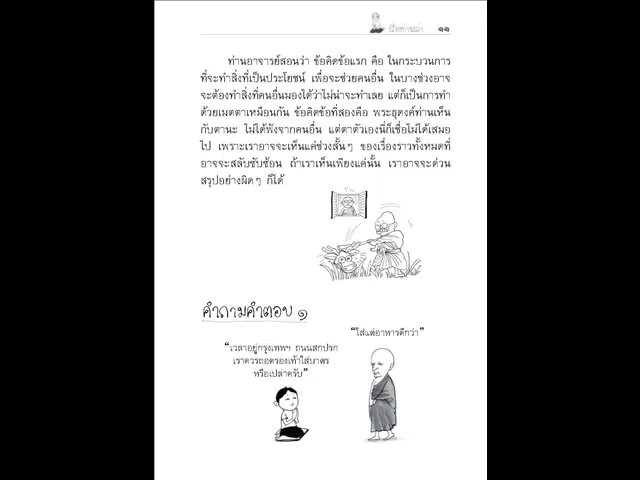 ๑๑
ท่านอาจารย์สอนว่า ข้อคิดข้อแรก คือ ในกระบวนการ
ที่จะทำสิ่งที่เป็นประโยชน์ เพื่อจะช่วยคนอื่น ในบางช่วงอาจ
จะต้องทำสิ่งที่คนอื่นมองได้ว่าไม่น่าจะทำเลย แต่ก็เป็นการทำ
ด้วยเมตตาเหมือนกัน ข้อคิดข้อที่สองคือ พระธุดงค์ท่านเห็น
กับตานะ ไม่ได้ฟังจากคนอื่น แต่ตาตัวเองนี่ก็เชื่อไม่ได้เสมอ
ไป เพราะเราอาจจะเห็นแค่ช่วงสั้นๆ ของเรื่องราวทั้งหมดที่
อาจจะสลับซับซ้อน ถ้าเราเห็นเพียงแค่นั้น เราอาจจะด่วน
สรุปอย่างผิดๆ ก็ได้
คำถามคำตอบ ๑
“ใส่แต่อาหารดีกว่า”
“เวลาอยู่กรุงเทพฯ ถนนสกปรก
เราควรถอดรองเท้าใส่บาตร
หรือเปล่าครับ”